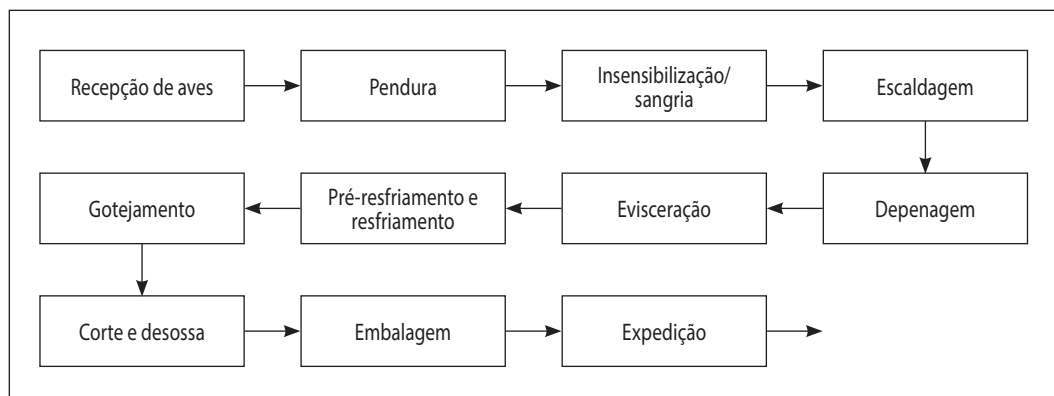 Recepção de aves
Pendura
Insensibilização/
sangria
Escaldagem
Depenagem
Evisceração
Pré-resfriamento e
resfriamento
Gotejamento
Corte e desossa
Embalagem
Expedição